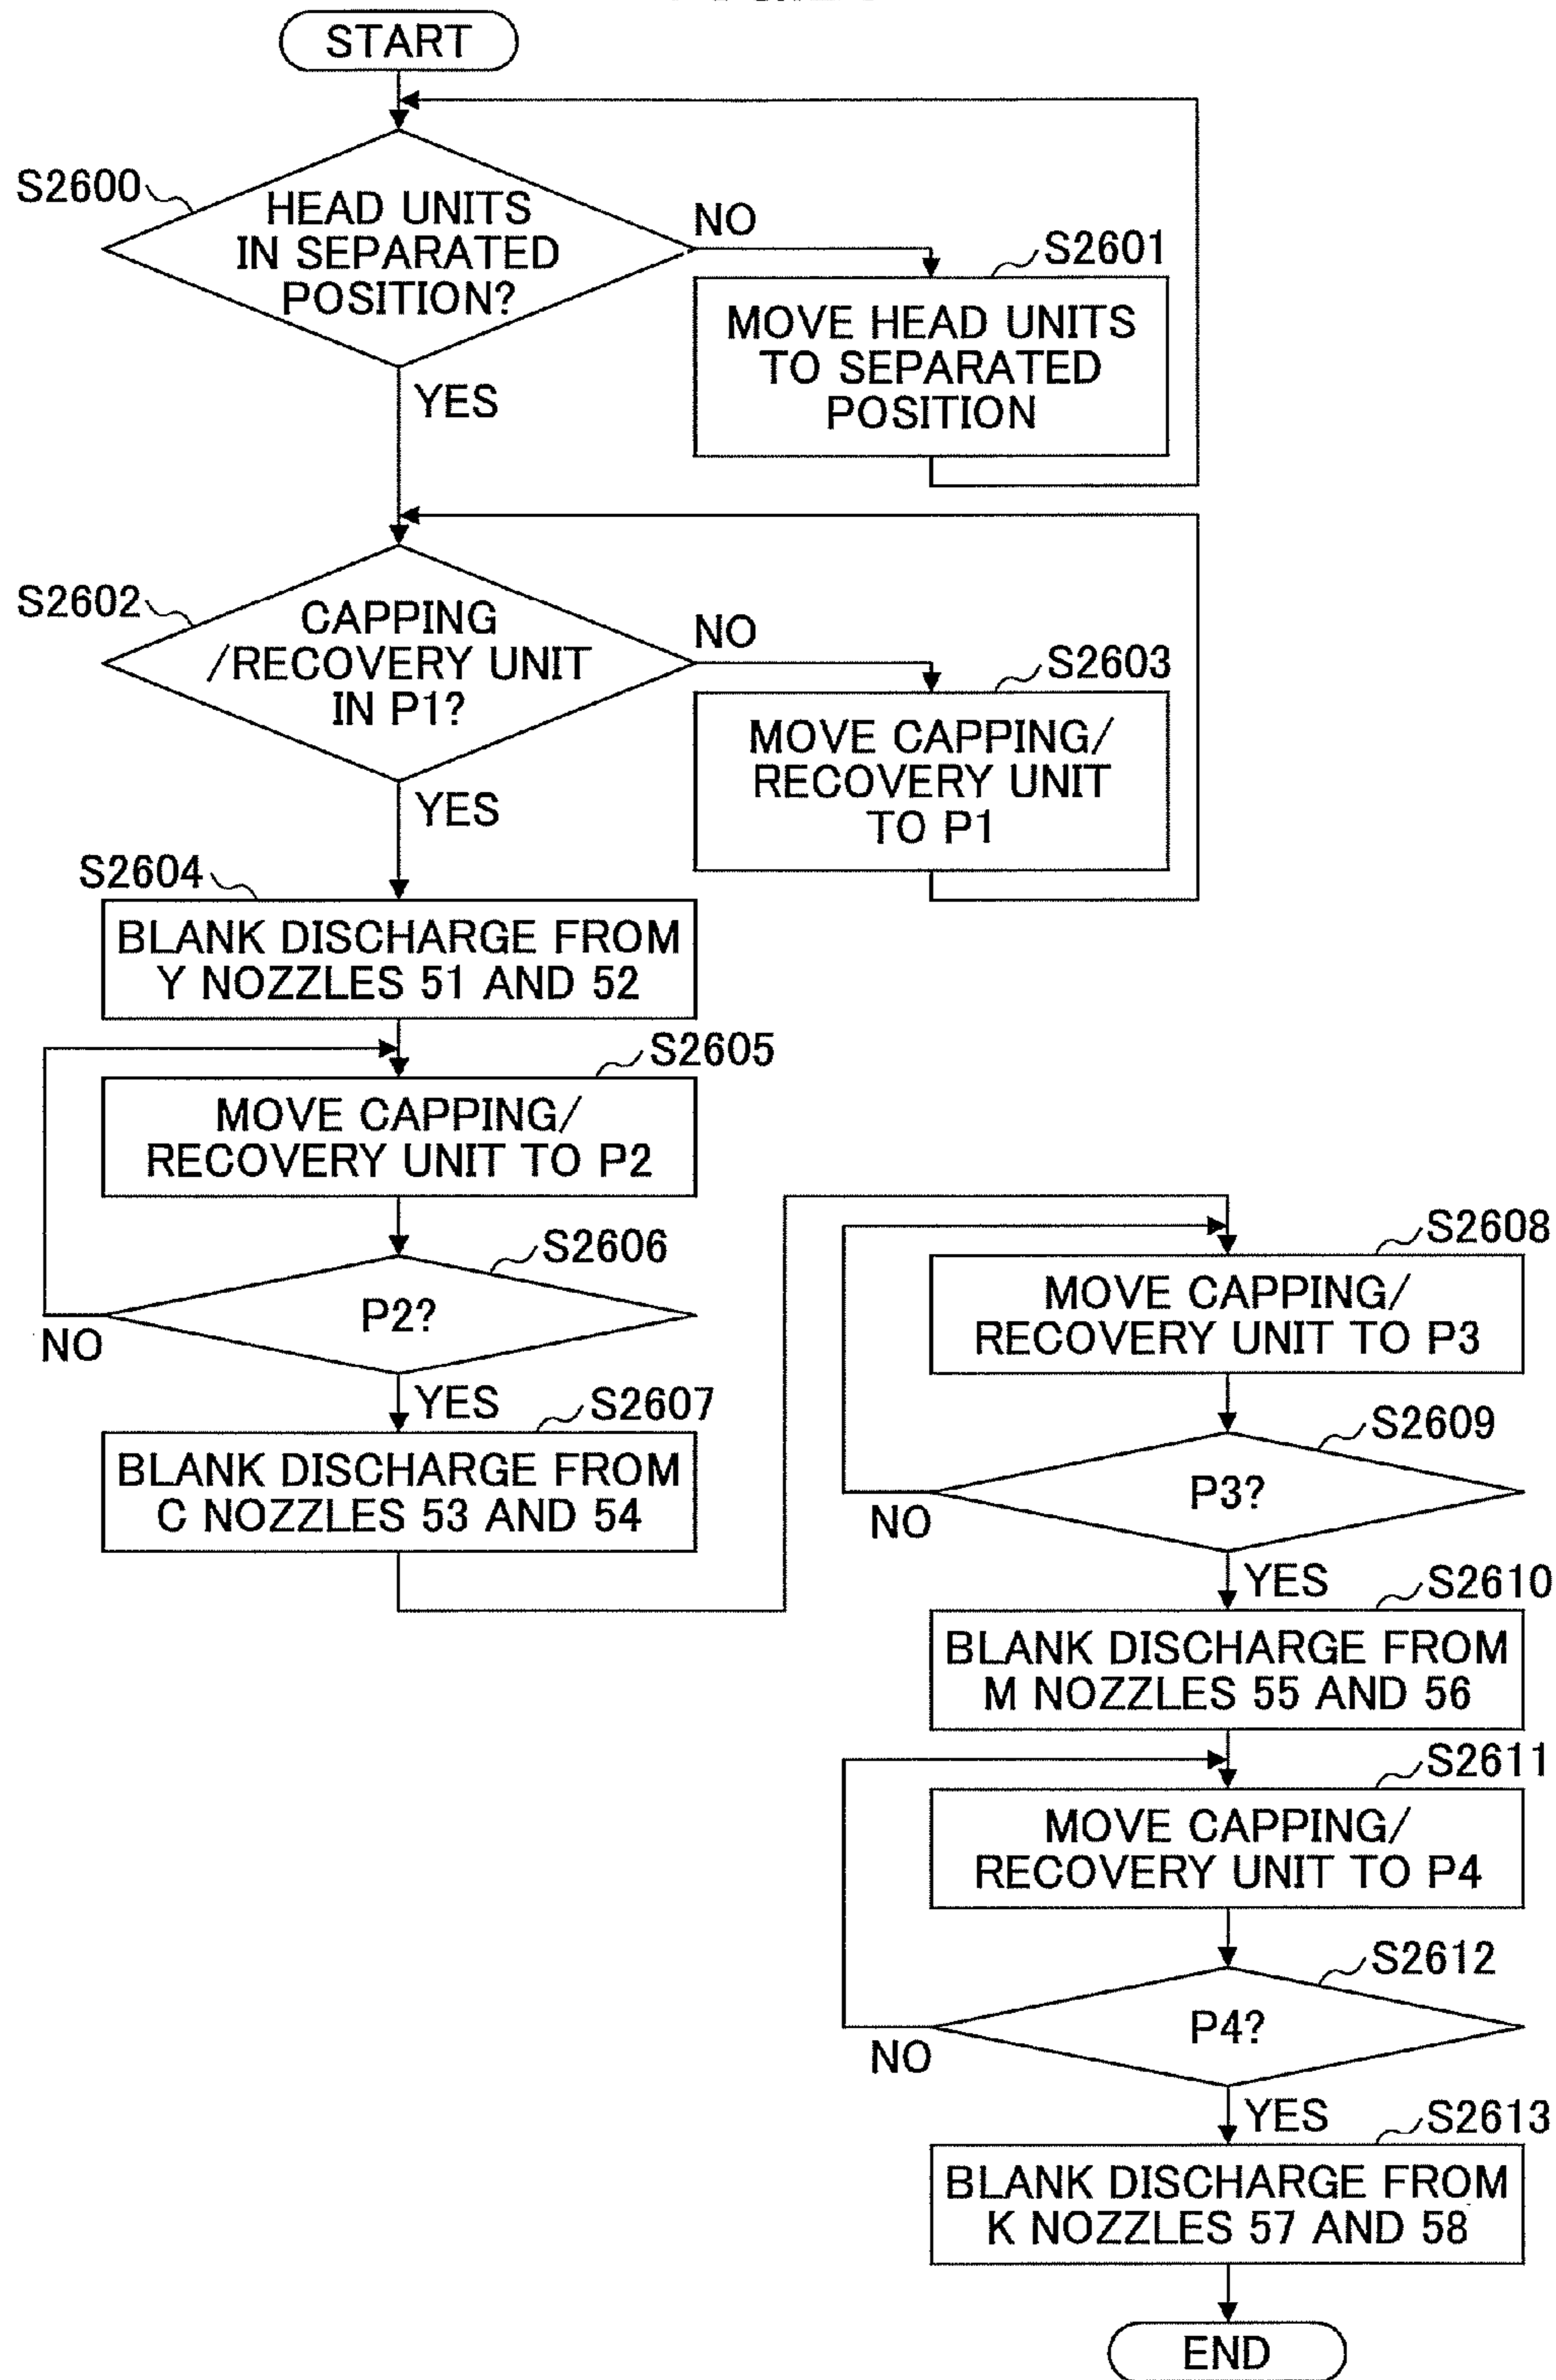 START
S2600
HEAD UNITS
IN SEPARATED
POSITION?
NO
S2601
MOVE HEAD UNITS
TO SEPARATED
POSITION
YES
S2602
CAPPING
/RECOVERY UNIT
IN P1?
NO
S2603
MOVE CAPPING/
RECOVERY UNIT
TO P1
YES
S2604
BLANK DISCHARGE FROM
Y NOZZLES 51 AND 52
S2605
MOVE CAPPING/
RECOVERY UNIT TO P2
S2606
P2?
NO
YES
S2607
BLANK DISCHARGE FROM
C NOZZLES 53 AND 54
S2608
MOVE CAPPING/
RECOVERY UNIT TO P3
S2609
P3?
NO
YES
S2610
BLANK DISCHARGE FROM
M NOZZLES 55 AND 56
S2611
MOVE CAPPING/
RECOVERY UNIT TO P4
S2612
P4?
NO
YES
S2613
BLANK DISCHARGE FROM
K NOZZLES 57 AND 58
END